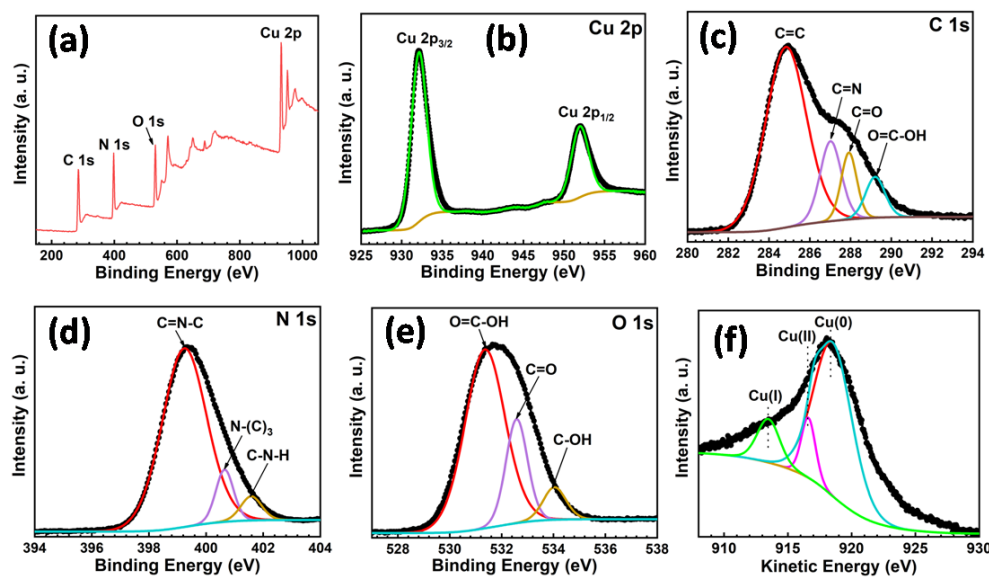 (a)
Cu 2p
O 1s
N 1s
C 1s
Intensity (a. u.)
200 400 600 800 1000
Binding Energy (eV)
(b)
Cu 2p
Cu 2p3/2
Cu 2p1/2
Intensity (a. u.)
925 930 935 940 945 950 955 960
Binding Energy (eV)
(c)
C 1s
C=C
C=N
C=O
O=C-OH
Intensity (a. u.)
280 282 284 286 288 290 292 294
Binding Energy (eV)
(d)
N 1s
C=N-C
N-(C)3
C-N-H
Intensity (a. u.)
394 396 398 400 402 404
Binding Energy (eV)
(e)
O 1s
O=C-OH
C=O
C-OH
Intensity (a. u.)
528 530 532 534 536 538
Binding Energy (eV)
(f)
Cu(0)
Cu(II)
Cu(I)
Intensity (a. u.)
910 915 920 925 930
Kinetic Energy (eV)